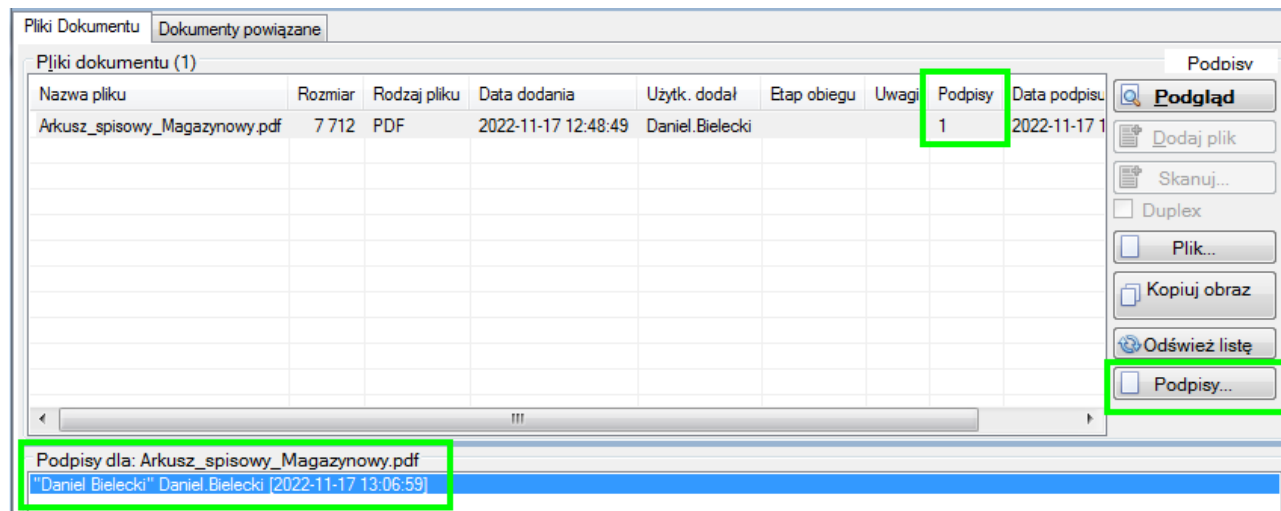 Pliki Dokumentu Dokumenty powiązane
Pliki dokumentu (1) Podpisy
Nazwa pliku Rozmiar Rodzaj pliku Data dodania Użytk. dodał Etap obiegu Uwagi Podpisy Data podpisu
Arkusz_spisowy_Magazynowy.pdf 7 712 PDF 2022-11-17 12:48:49 Daniel.Bielecki 1 2022-11-17 1
Podgląd
Dodaj plik
Skanuj...
Duplex
Plik...
Kopiuj obraz
Odśwież listę
Podpisy...
Podpisy dla: Arkusz_spisowy_Magazynowy.pdf
"Daniel Bielecki" Daniel.Bielecki [2022-11-17 13:06:59]